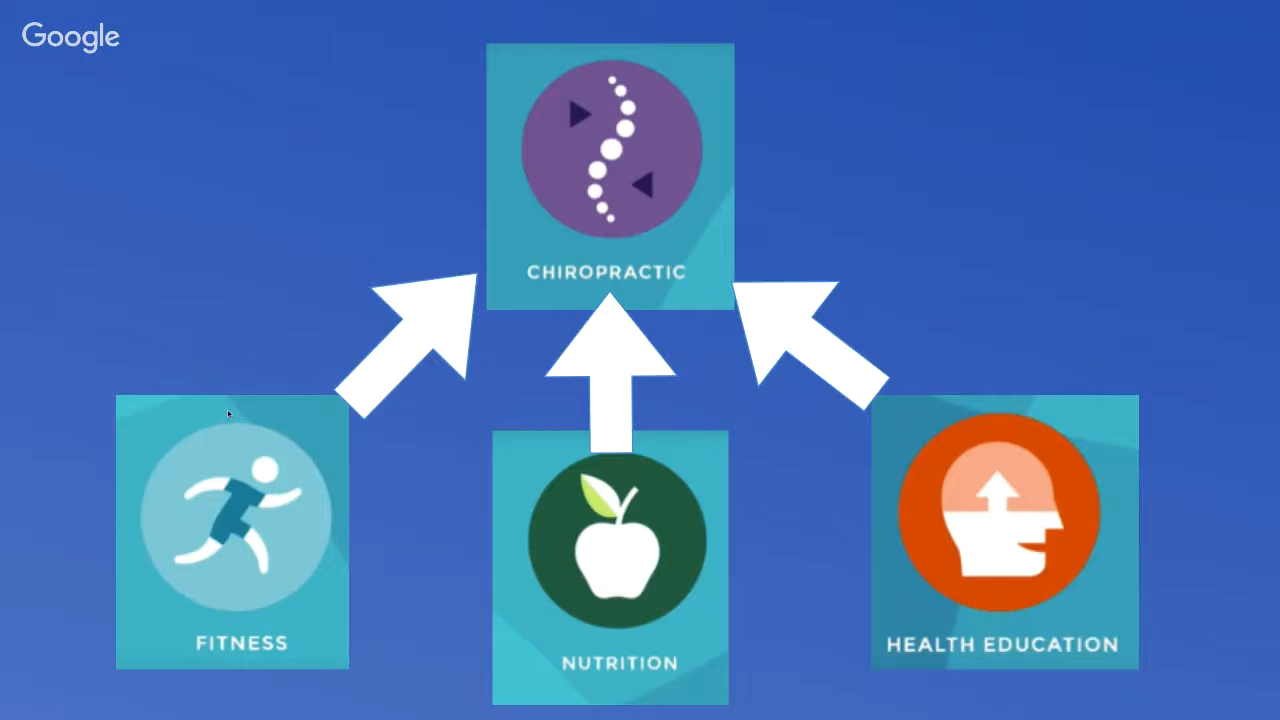 Google
CHIROPRACTIC
FITNESS
NUTRITION
HEALTH EDUCATION